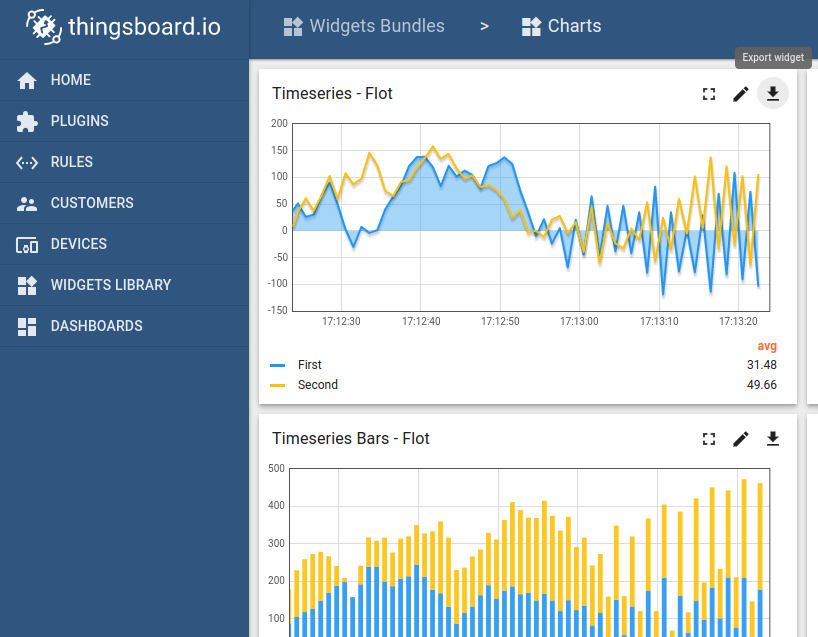 thingsboard.io
Widgets Bundles > Charts
Export widget
HOME
PLUGINS
RULES
CUSTOMERS
DEVICES
WIDGETS LIBRARY
DASHBOARDS
Timeseries - Flot
200
150
100
50
0
-50
-100
-150
17:12:30 17:12:40 17:12:50 17:13:00 17:13:10 17:13:20
avg
First 31.48
Second 49.66
Timeseries Bars - Flot
500
400
300
200
100